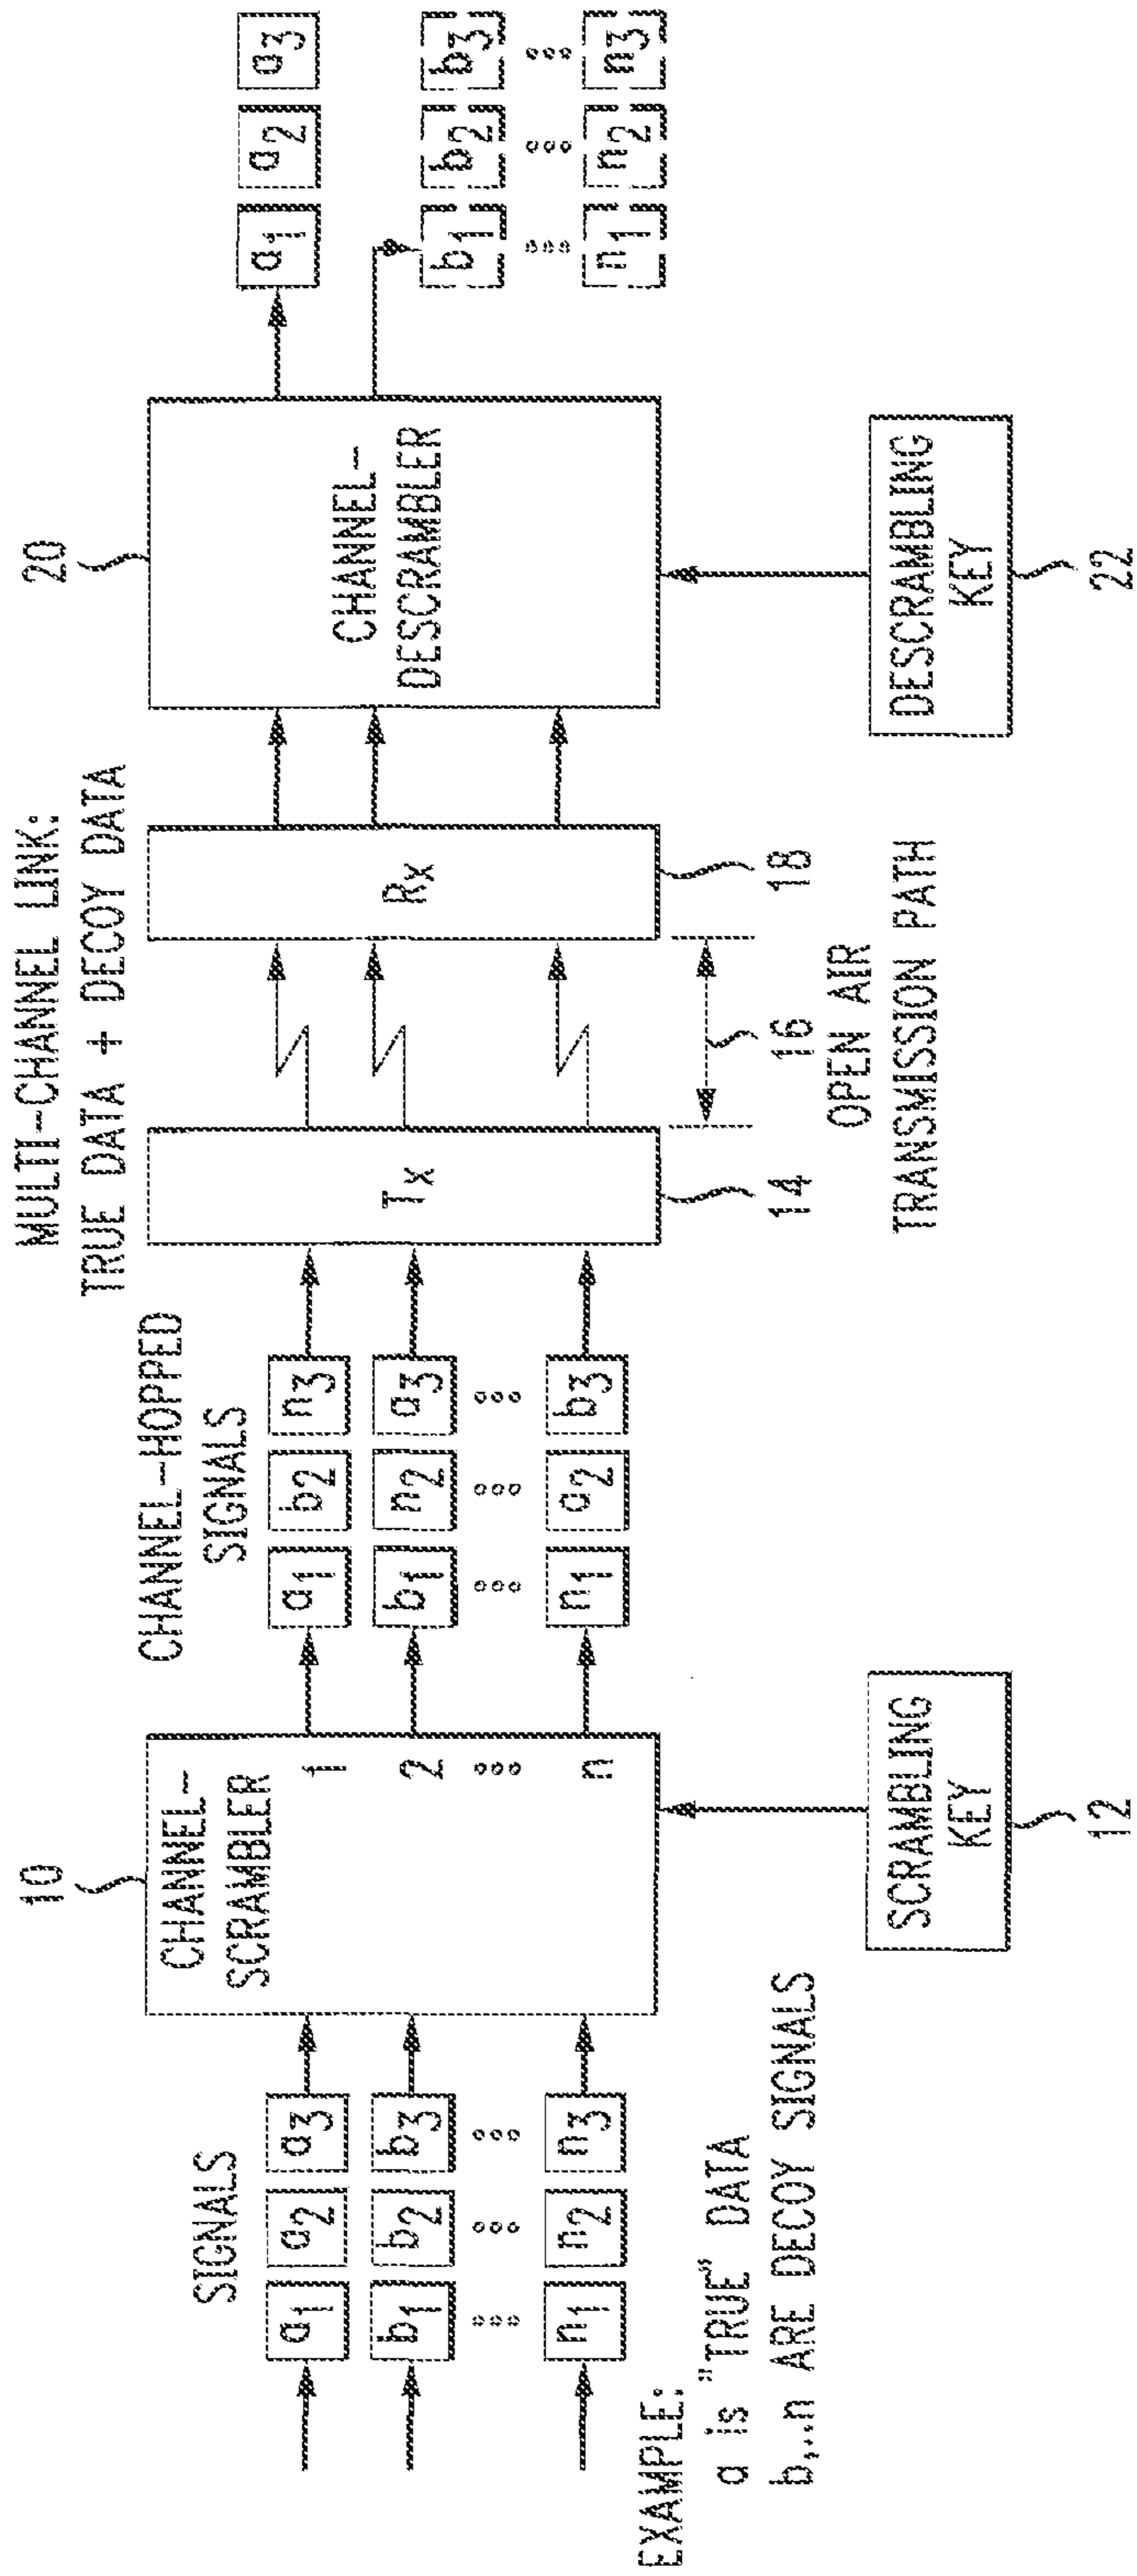 MULTI-CHANNEL LINK:
TRUE DATA + DECOY DATA
10
20
SIGNALS
CHANNEL-HOPPED
SIGNALS
CHANNEL-
SCRAMBLER
CHANNEL-
DESCRAMBLER
a1 a2 a3
b1 b2 b3
°°° °°° °°°
n1 n2 n3
1
2
°°°
n
a1 b2 n3
b1 n2 a3
°°° °°° °°°
n1 a2 b3
Tx
Rx
a1 a2 a3
b1 b2 b3
°°° °°° °°°
n1 n2 n3
14
16
18
OPEN AIR
TRANSMISSION PATH
EXAMPLE:
a is "TRUE" DATA
b,..n ARE DECOY SIGNALS
SCRAMBLING
KEY
12
DESCRAMBLING
KEY
22